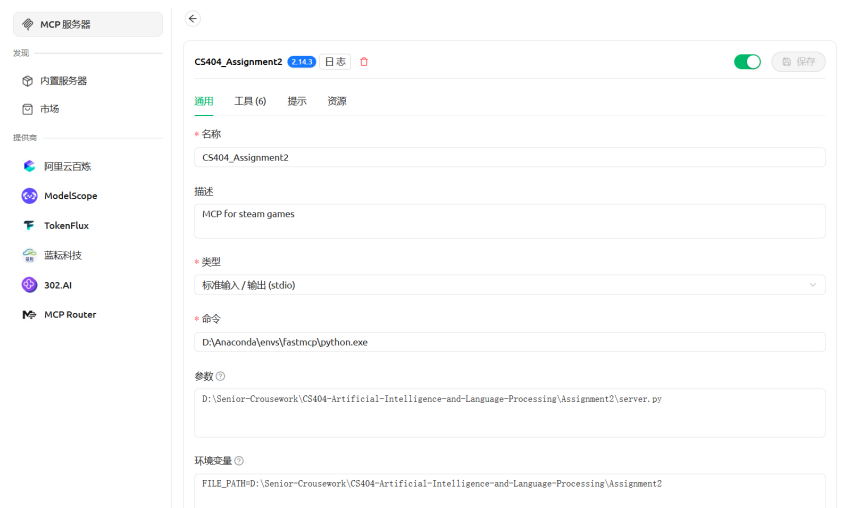 MCP 服务器
发现
内置服务器
市场
提供商
阿里云百炼
ModelScope
TokenFlux
蓝耘科技
302.AI
MCP Router
CS404_Assignment2 2.14.3 日志
保存
通用 工具 (6) 提示 资源
* 名称
CS404_Assignment2
描述
MCP for steam games
* 类型
标准输入 / 输出 (stdio)
* 命令
D:\Anaconda\envs\fastmcp\python.exe
参数
D:\Senior-Crousework\CS404-Artificial-Intelligence-and-Language-Processing\Assignment2\server.py
环境变量
FILE_PATH=D:\Senior-Crousework\CS404-Artificial-Intelligence-and-Language-Processing\Assignment2